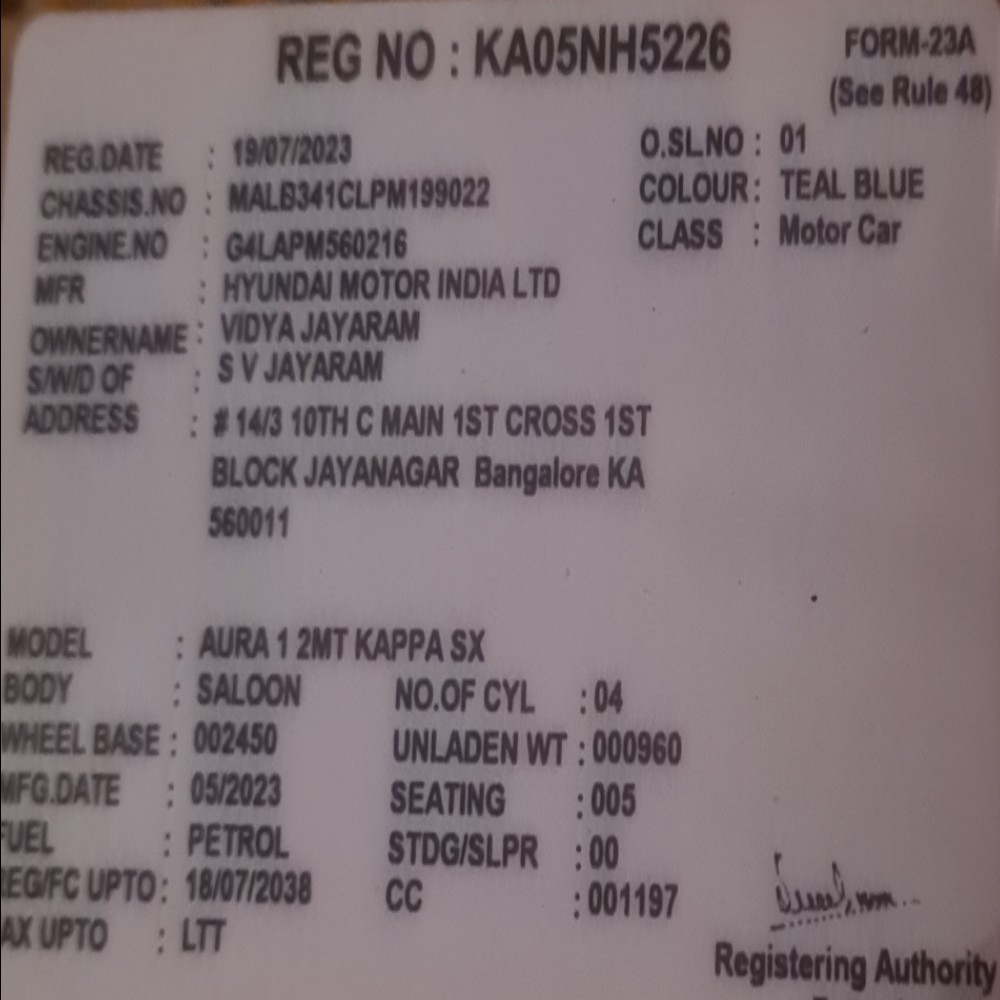 REG NO : KA05NH5226
FORM-23A
(See Rule 48)
REG.DATE : 19/07/2023
O.SLNO : 01
CHASSIS.NO : MALB341CLPM199022
COLOUR : TEAL BLUE
ENGINE.NO : G4LAPM560216
CLASS : Motor Car
MFR : HYUNDAI MOTOR INDIA LTD
OWNERNAME : VIDYA JAYARAM
S/W/D OF : S V JAYARAM
ADDRESS : # 14/3 10TH C MAIN 1ST CROSS 1ST
BLOCK JAYANAGAR Bangalore KA
560011
MODEL : AURA 1 2MT KAPPA SX
BODY : SALOON NO.OF CYL : 04
WHEEL BASE : 002450 UNLADEN WT : 000960
MFG.DATE : 05/2023 SEATING : 005
FUEL : PETROL STDG/SLPR : 00
REG/FC UPTO : 18/07/2038 CC : 001197
AX UPTO : LTT
Registering Authority